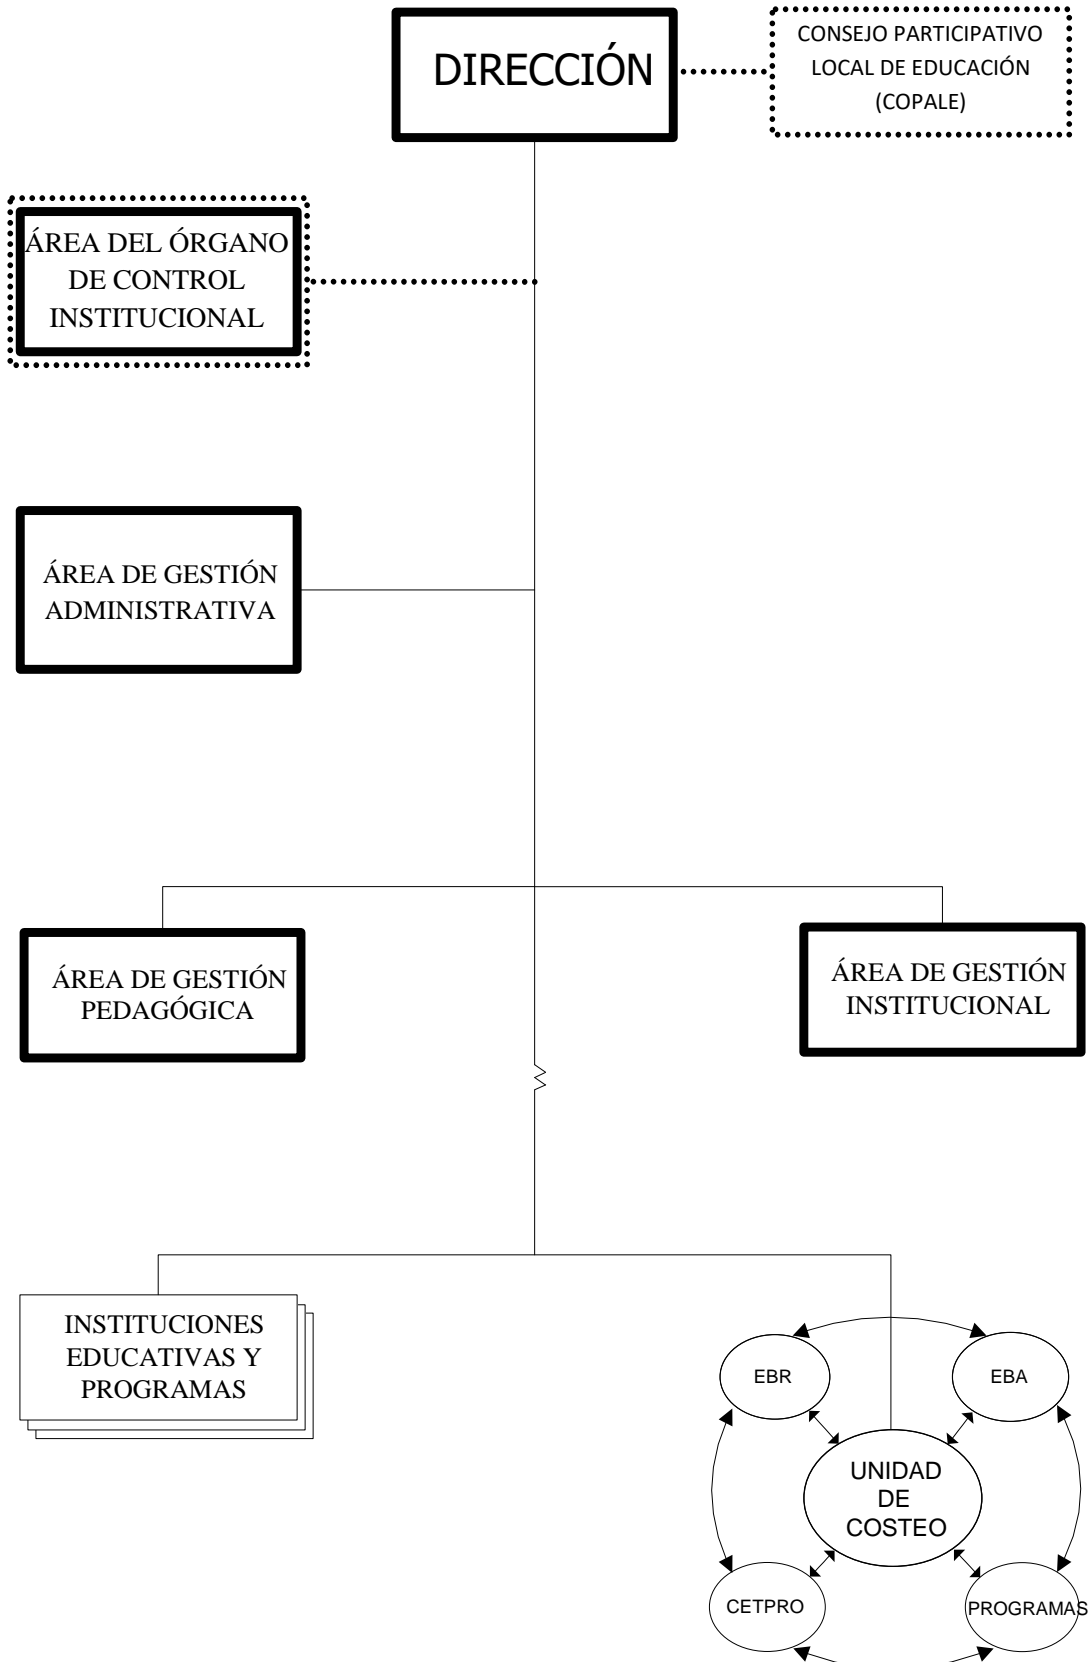 DIRECCIÓN
CONSEJO PARTICIPATIVO
LOCAL DE EDUCACIÓN
(COPALE)
ÁREA DEL ÓRGANO
DE CONTROL
INSTITUCIONAL
ÁREA DE GESTIÓN
ADMINISTRATIVA
ÁREA DE GESTIÓN
PEDAGÓGICA
ÁREA DE GESTIÓN
INSTITUCIONAL
INSTITUCIONES
EDUCATIVAS Y
PROGRAMAS
EBR
EBA
UNIDAD
DE
COSTEO
CETPRO
PROGRAMAS